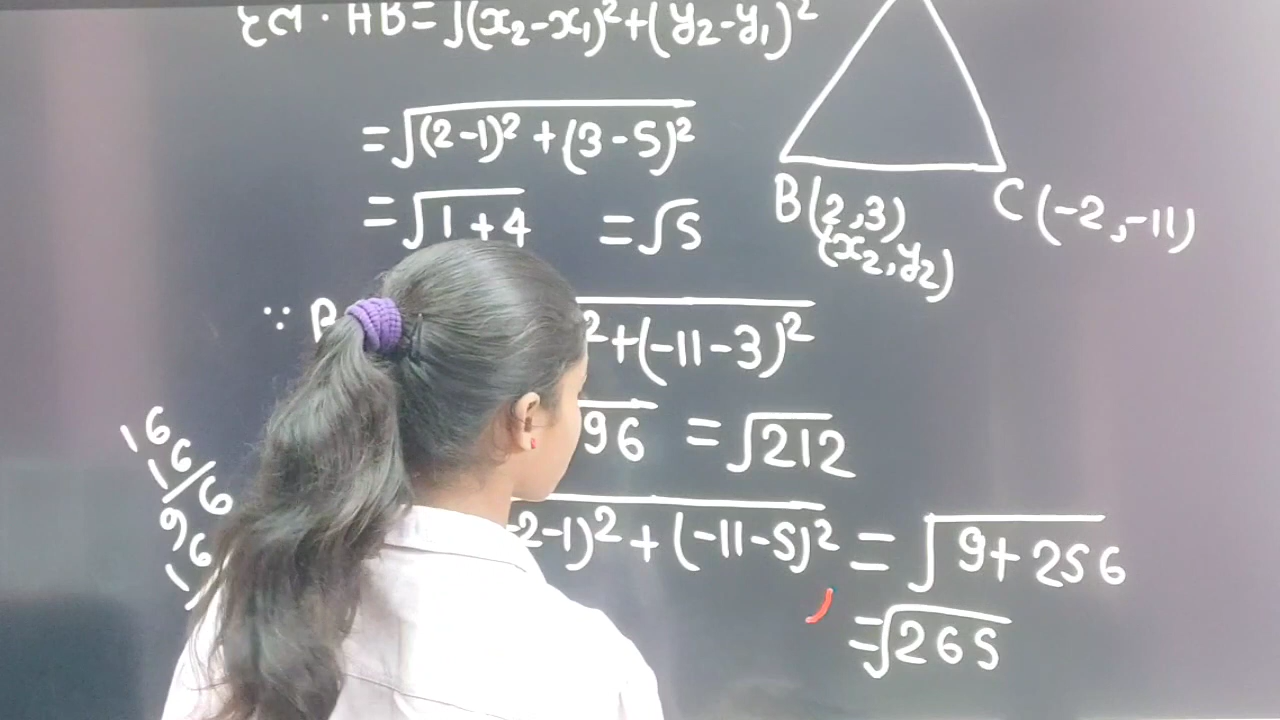 हल · AB = √(x₂-x₁)²+(y₂-y₁)²
= √(2-1)² + (3-5)²
= √1+4 = √5
B(2,3)
(x₂,y₂)
C(-2,-11)
∵ B
²+(-11-3)²
96 = √212
-2-1)² + (-11-5)² = √9+256
= √265
16
16/6
96